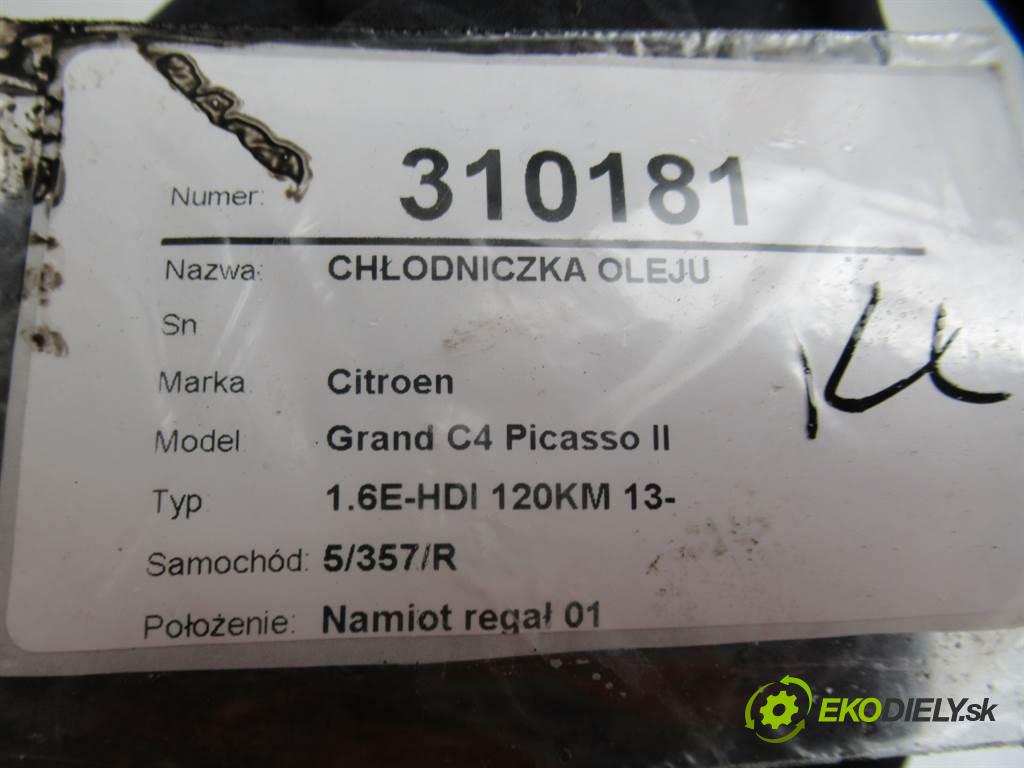 Numer: 310181
Nazwa: CHŁODNICZKA OLEJU
Sn
Marka Citroen
Model Grand C4 Picasso II
Typ 1.6E-HDI 120KM 13-
Samochód: 5/357/R
Położenie: Namiot regał 01
EKODIELY.sk